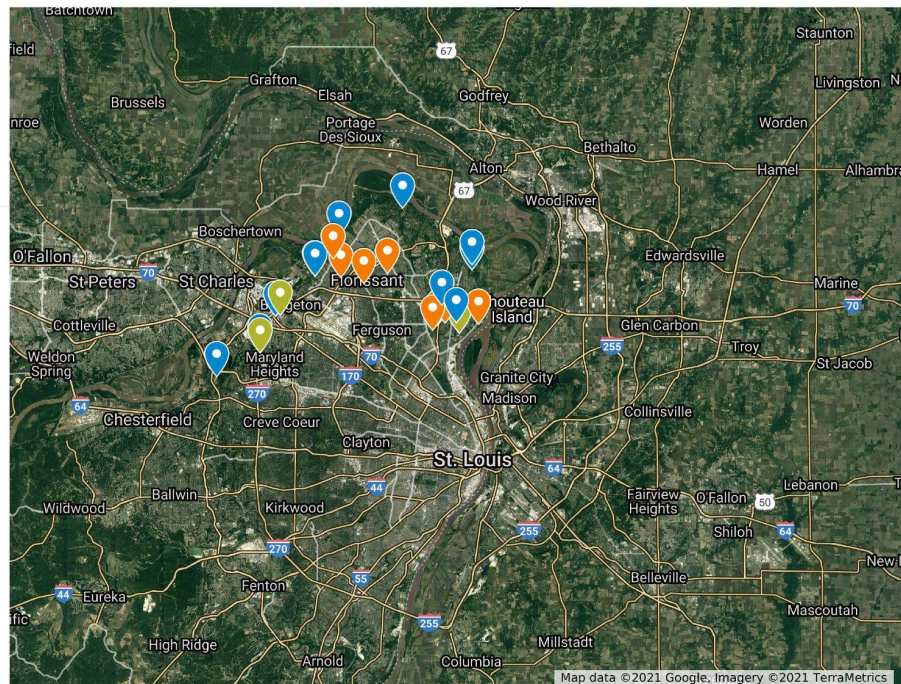 Batchtown
67
Staunton
field
Grafton
Brussels
Elsah
Godfrey
Livingston
N
nroe
Portage
Des Sioux
Worden
Bethalto
Alton
Hamel
Alhambra
67
Wood River
Boschertown
O'Fallon
Edwardsville
70
St Peters
St Charles
Florissant
Marine
Bridgeton
houteau
Island
70
Cottleville
Ferguson
Glen Carbon
Weldon
Spring
Maryland
Heights
70
255
Troy
St Jacob
170
Granite City
270
Madison
64
Chesterfield
Creve Coeur
Collinsville
Clayton
St. Louis
64
44
Ballwin
Wildwood
Kirkwood
Fairview
Heights
O'Fallon
50
Lebanon
Shiloh
64
255
270
New
55
Belleville
Fenton
44
Eureka
Mascoutah
ific
255
High Ridge
Millstadt
Arnold
Columbia
Map data ©2021 Google, Imagery ©2021 TerraMetrics